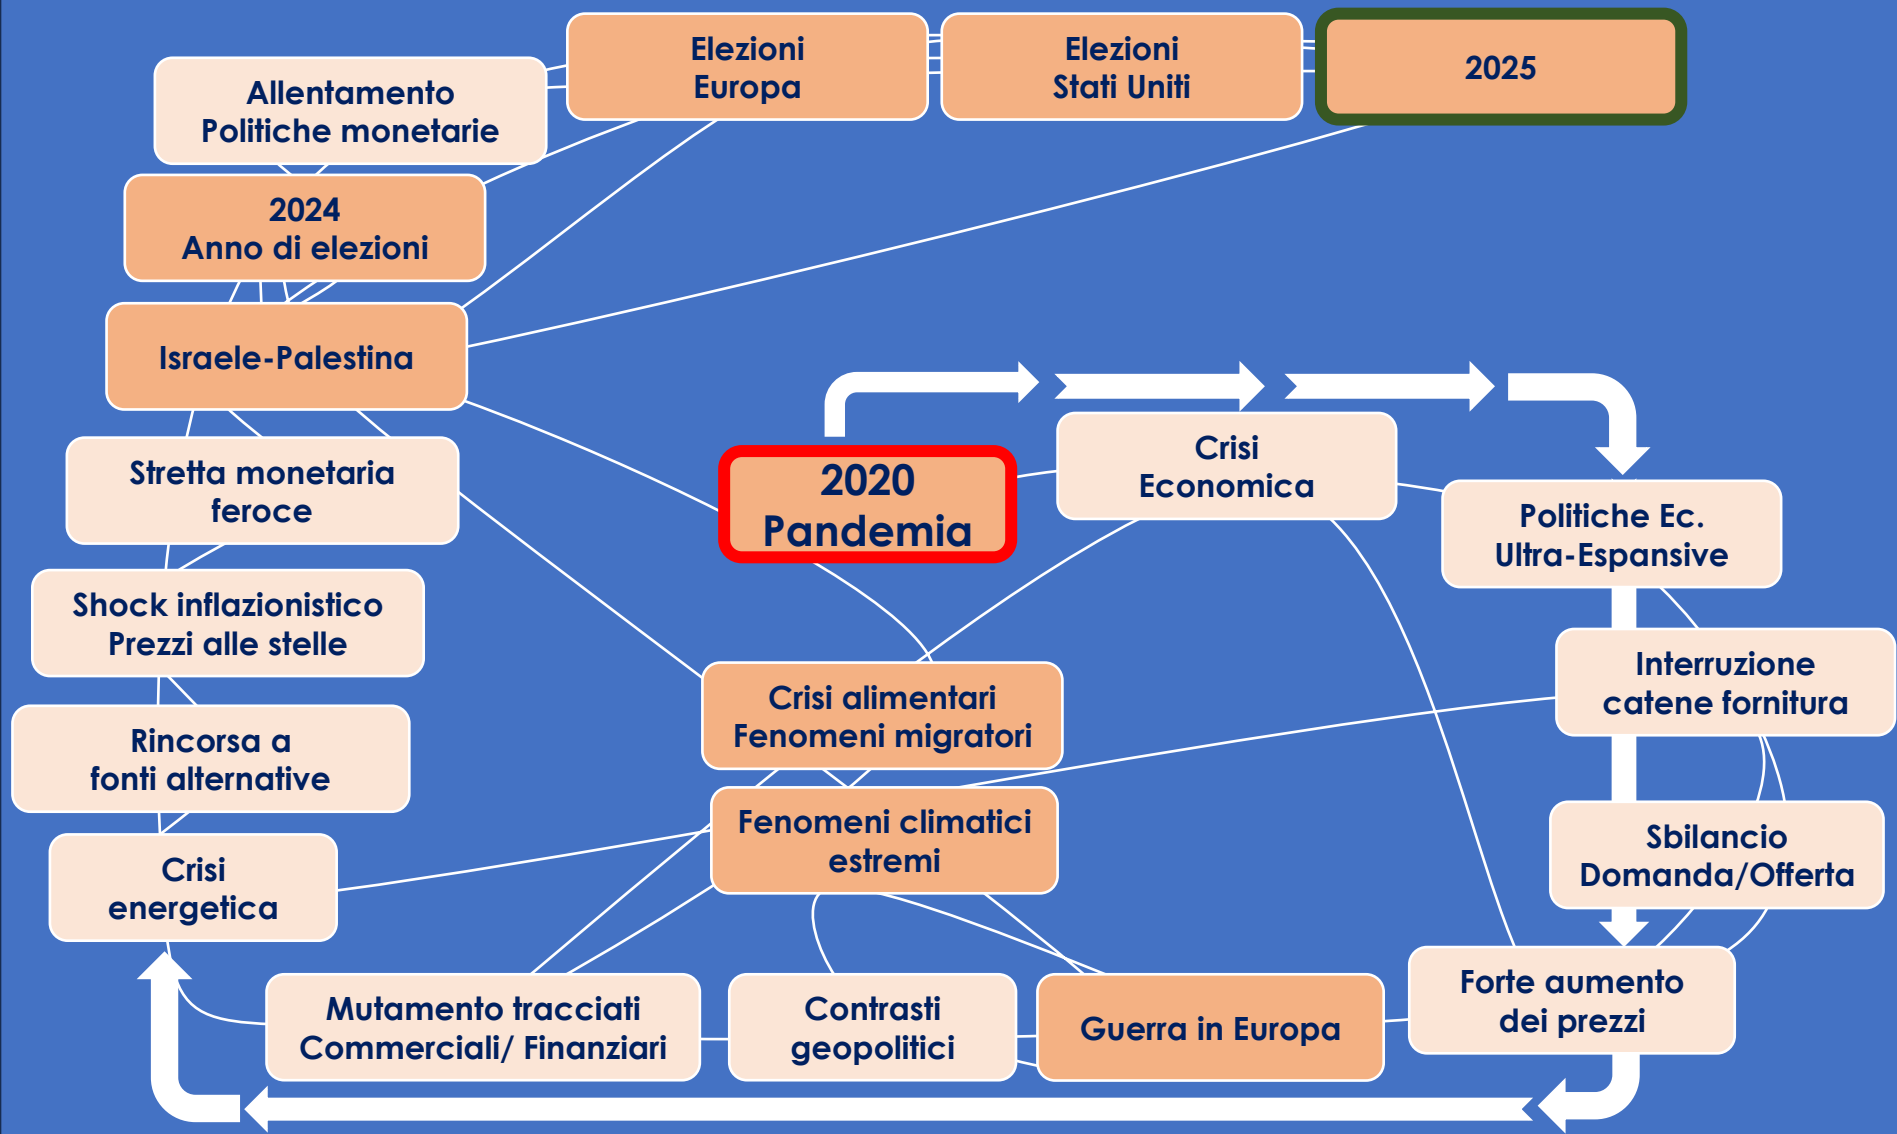 Elezioni
Europa
Elezioni
Stati Uniti
2025
Allentamento
Politiche monetarie
2024
Anno di elezioni
Israele-Palestina
Stretta monetaria
feroce
Shock inflazionistico
Prezzi alle stelle
Rincorsa a
fonti alternative
Crisi
energetica
2020
Pandemia
Crisi
Economica
Politiche Ec.
Ultra-Espansive
Interruzione
catene fornitura
Sbilancio
Domanda/Offerta
Forte aumento
dei prezzi
Crisi alimentari
Fenomeni migratori
Fenomeni climatici
estremi
Mutamento tracciati
Commerciali/ Finanziari
Contrasti
geopolitici
Guerra in Europa